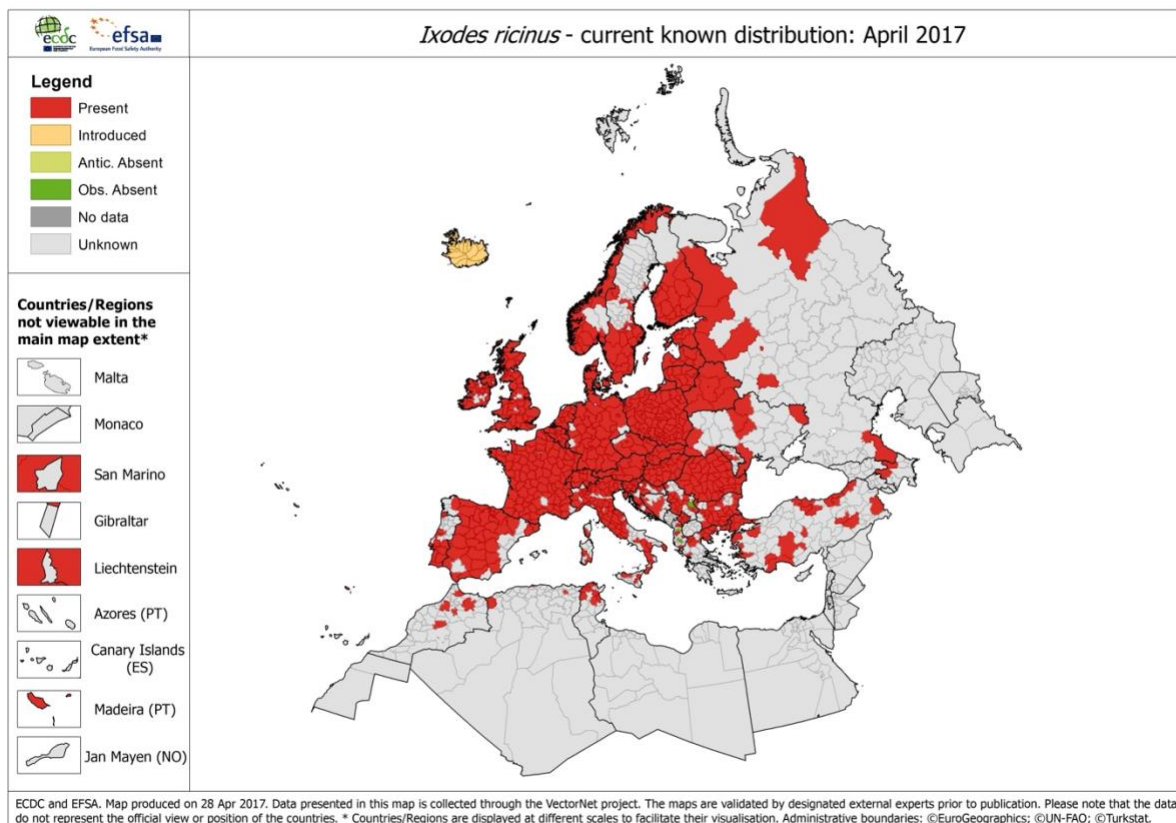 ecdc
efsa
European Food Safety Authority
Ixodes ricinus - current known distribution: April 2017
Legend
Present
Introduced
Antic. Absent
Obs. Absent
No data
Unknown
Countries/Regions
not viewable in the
main map extent*
Malta
Monaco
San Marino
Gibraltar
Liechtenstein
Azores (PT)
Canary Islands
(ES)
Madeira (PT)
Jan Mayen (NO)
ECDC and EFSA. Map produced on 28 Apr 2017. Data presented in this map is collected through the VectorNet project. The maps are validated by designated external experts prior to publication. Please note that the data
do not represent the official view or position of the countries. * Countries/Regions are displayed at different scales to facilitate their visualisation. Administrative boundaries: ©EuroGeographics; ©UN-FAO; ©Turkstat.